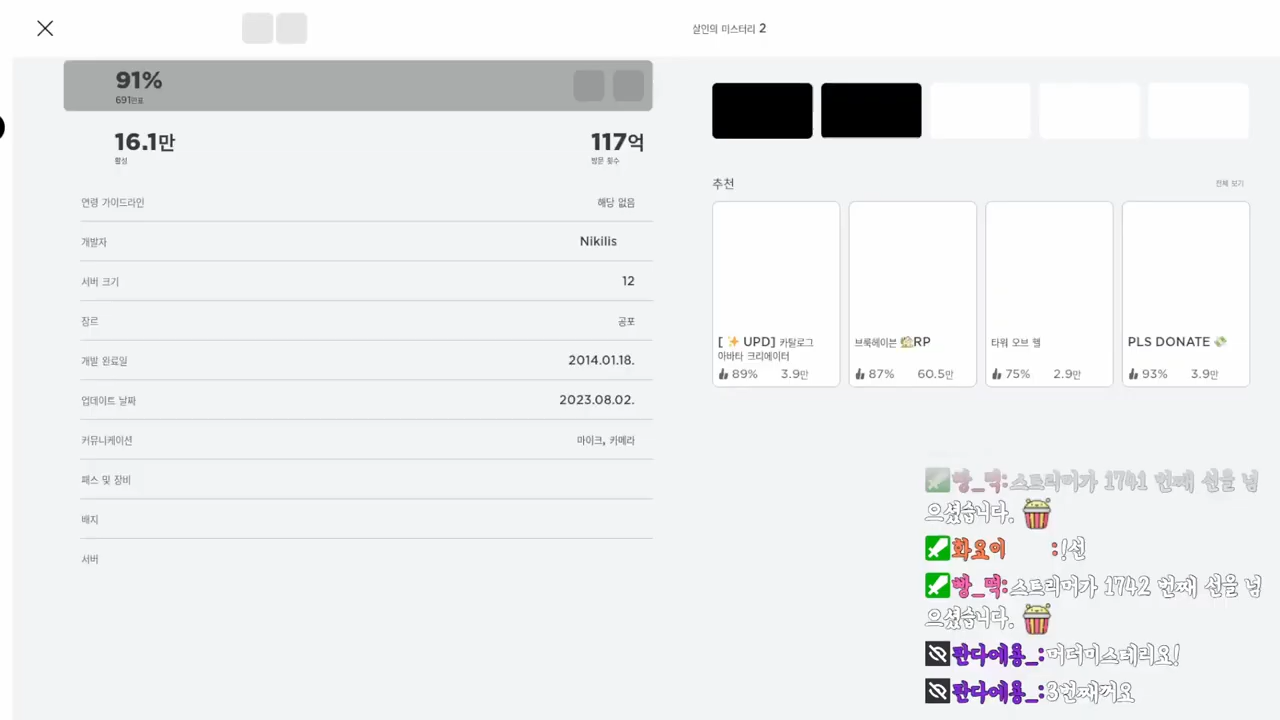 살인의 미스터리 2
91%
691만표
16.1만
활성
117억
방문 횟수
연령 가이드라인
해당 없음
개발자
Nikilis
서버 크기
12
장르
공포
개발 완료일
2014.01.18.
업데이트 날짜
2023.08.02.
커뮤니케이션
마이크, 카메라
패스 및 장비
배지
서버
추천
전체 보기
[ ✨ UPD] 카탈로그
아바타 크리에이터
89% 3.9만
브룩헤이븐 🏡RP
87% 60.5만
타워 오브 헬
75% 2.9만
PLS DONATE 💸
93% 3.9만
빵_떡:스트리머가 1741 번째 선을 넘
으셨습니다. 🍿
화요이 :!선
빵_떡:스트리머가 1742 번째 선을 넘
으셨습니다. 🍿
판다에용_:머더미스테리요!
판다에용_:3번째꺼요